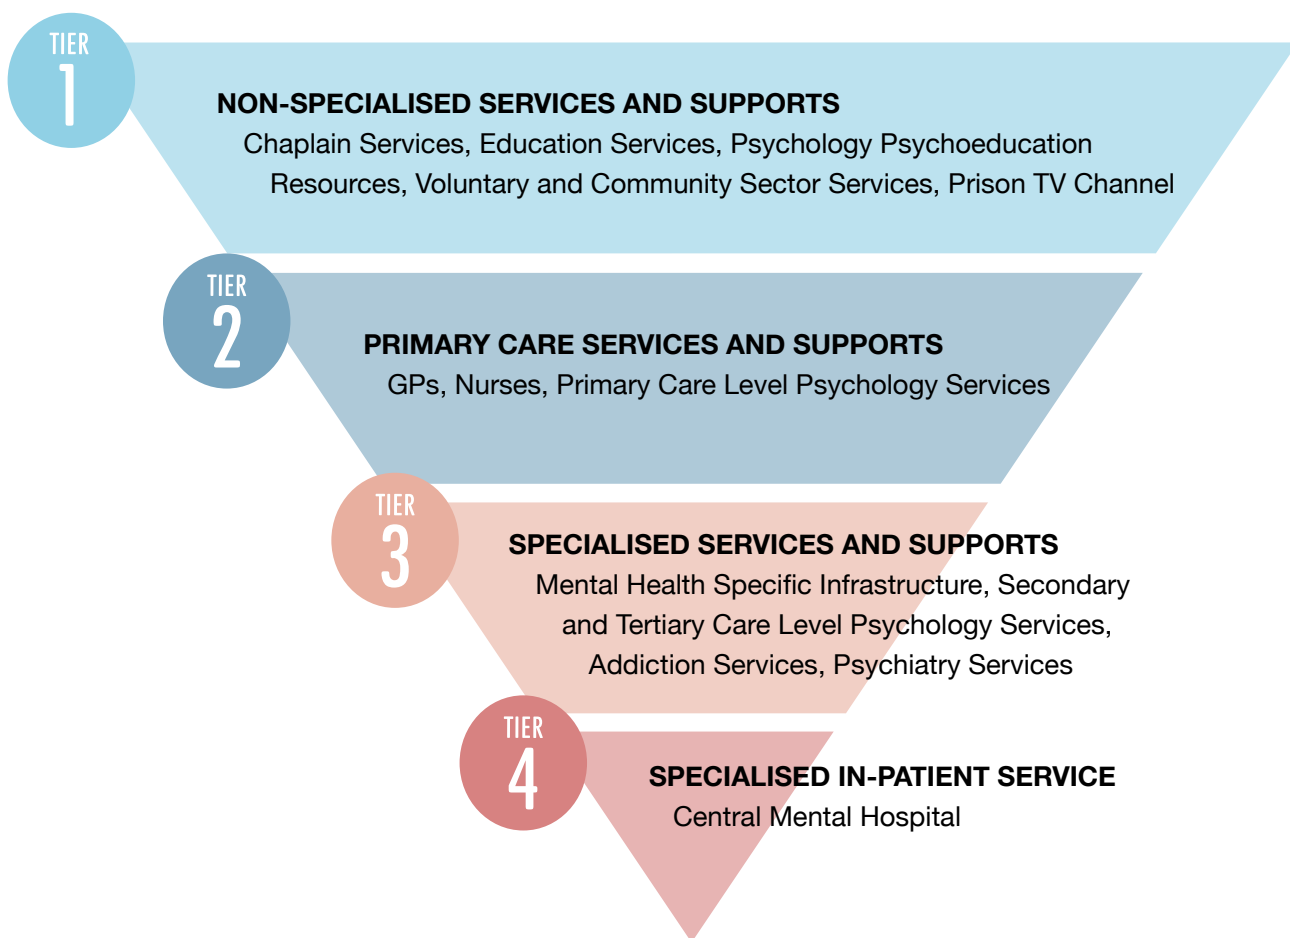 TIER
1
NON-SPECIALISED SERVICES AND SUPPORTS
Chaplain Services, Education Services, Psychology Psychoeducation
Resources, Voluntary and Community Sector Services, Prison TV Channel
TIER
2
PRIMARY CARE SERVICES AND SUPPORTS
GPs, Nurses, Primary Care Level Psychology Services
TIER
3
SPECIALISED SERVICES AND SUPPORTS
Mental Health Specific Infrastructure, Secondary
and Tertiary Care Level Psychology Services,
Addiction Services, Psychiatry Services
TIER
4
SPECIALISED IN-PATIENT SERVICE
Central Mental Hospital